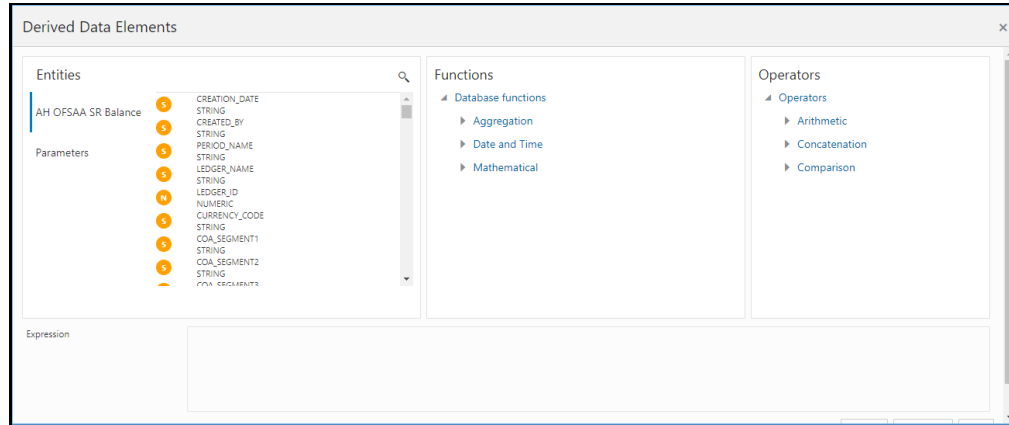 Derived Data Elements
×
Entities
AH OFSAA SR Balance
Parameters
S
CREATION_DATE
STRING
S
CREATED_BY
STRING
S
PERIOD_NAME
STRING
S
LEDGER_NAME
STRING
N
LEDGER_ID
NUMERIC
S
CURRENCY_CODE
STRING
S
COA_SEGMENT1
STRING
S
COA_SEGMENT2
STRING
COA_SEGMENT3
Functions
Database functions
Aggregation
Date and Time
Mathematical
Operators
Operators
Arithmetic
Concatenation
Comparison
Expression